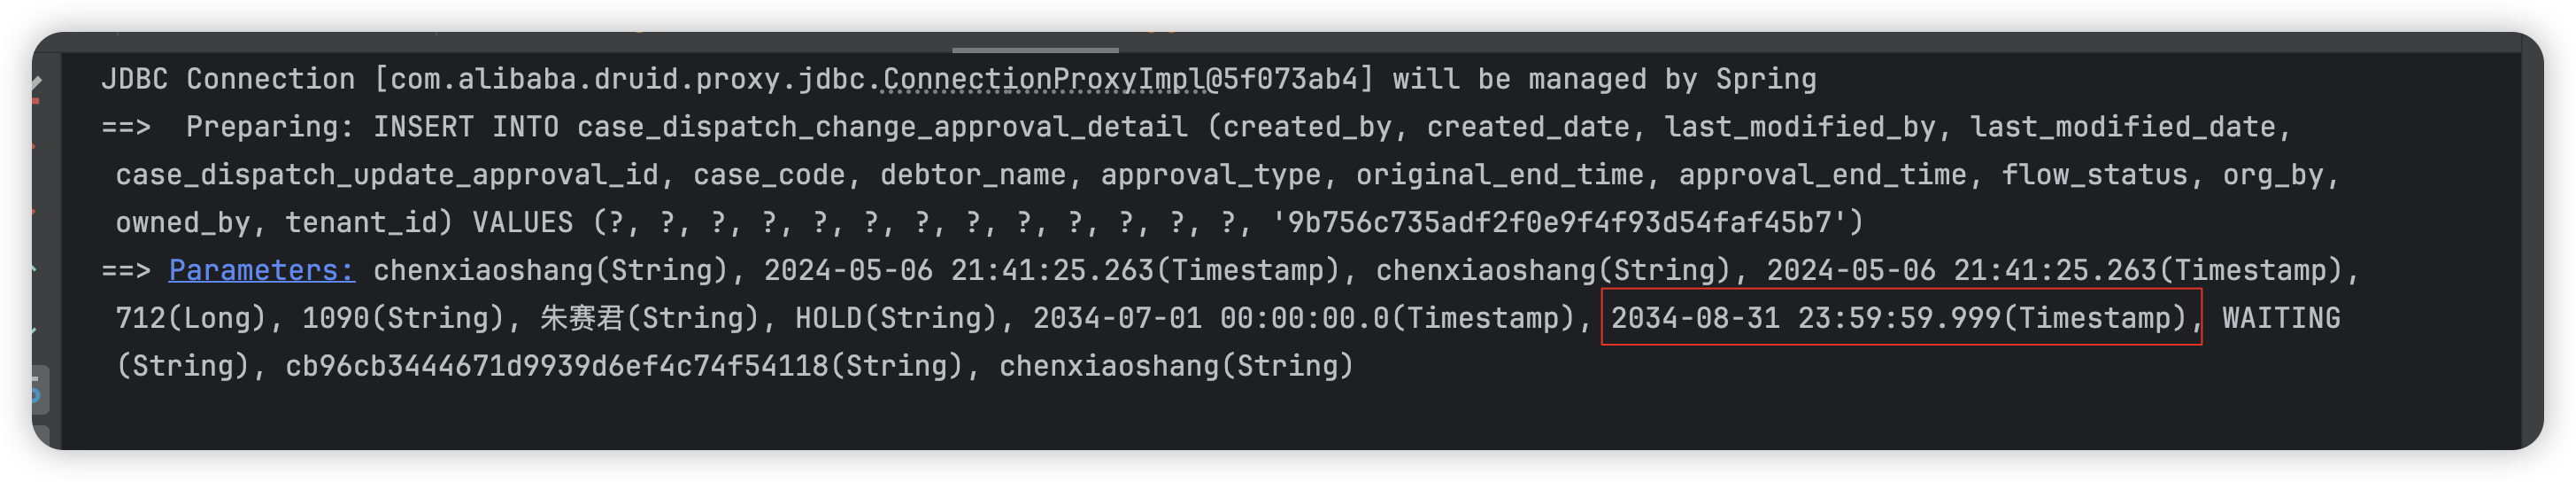 JDBC Connection [com.alibaba.druid.proxy.jdbc.ConnectionProxyImpl@5f073ab4] will be managed by Spring
==>  Preparing: INSERT INTO case_dispatch_change_approval_detail (created_by, created_date, last_modified_by, last_modified_date,
case_dispatch_update_approval_id, case_code, debtor_name, approval_type, original_end_time, approval_end_time, flow_status, org_by,
owned_by, tenant_id) VALUES (?, ?, ?, ?, ?, ?, ?, ?, ?, ?, ?, ?, ?, '9b756c735adf2f0e9f4f93d54faf45b7')
==> Parameters: chenxiaoshang(String), 2024-05-06 21:41:25.263(Timestamp), chenxiaoshang(String), 2024-05-06 21:41:25.263(Timestamp),
712(Long), 1090(String), 朱赛君(String), HOLD(String), 2034-07-01 00:00:00.0(Timestamp), 2034-08-31 23:59:59.999(Timestamp), WAITING
(String), cb96cb3444671d9939d6ef4c74f54118(String), chenxiaoshang(String)